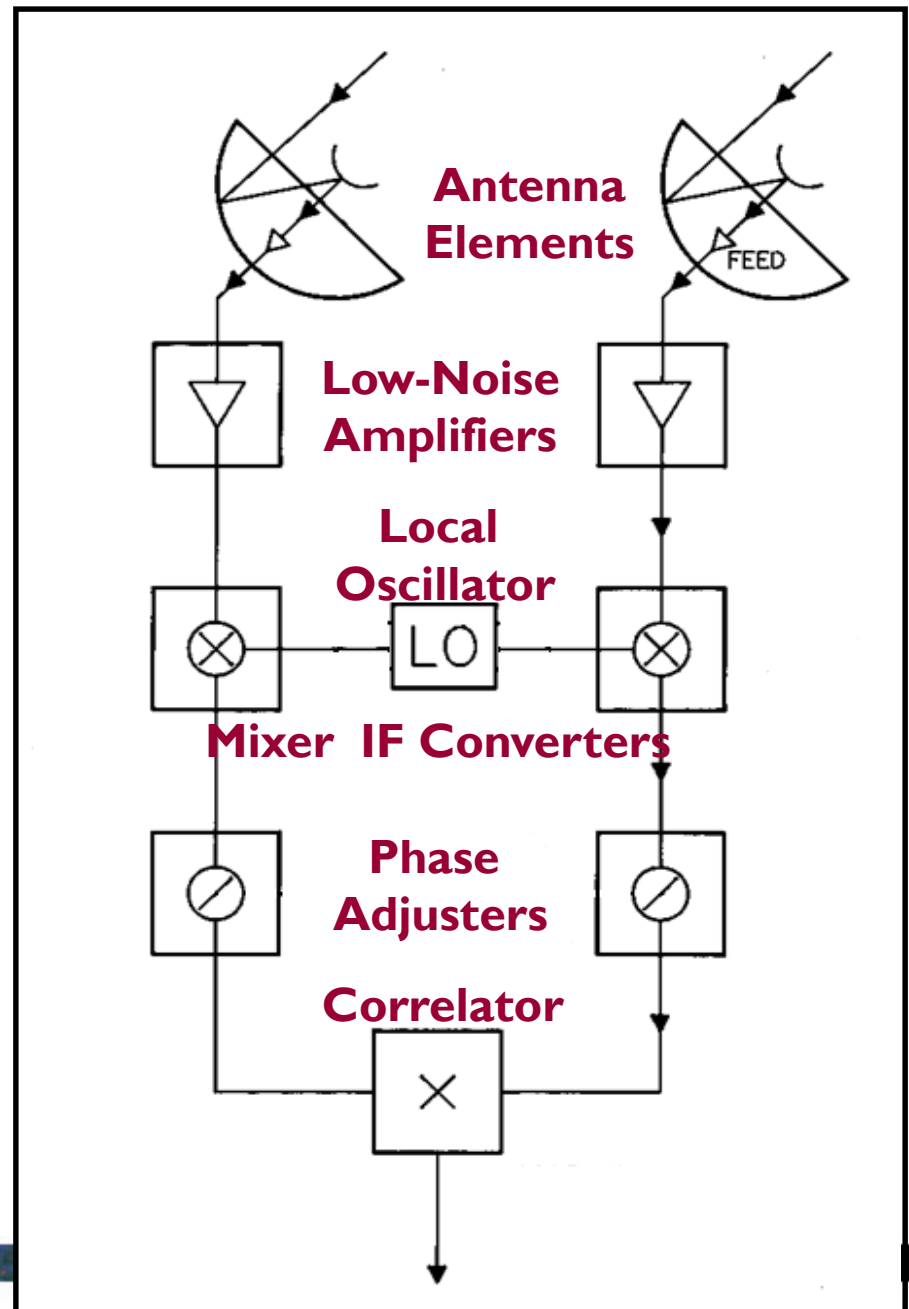 Antenna
Elements
FEED
Low-Noise
Amplifiers
Local
Oscillator
LO
Mixer IF Converters
Phase
Adjusters
Correlator